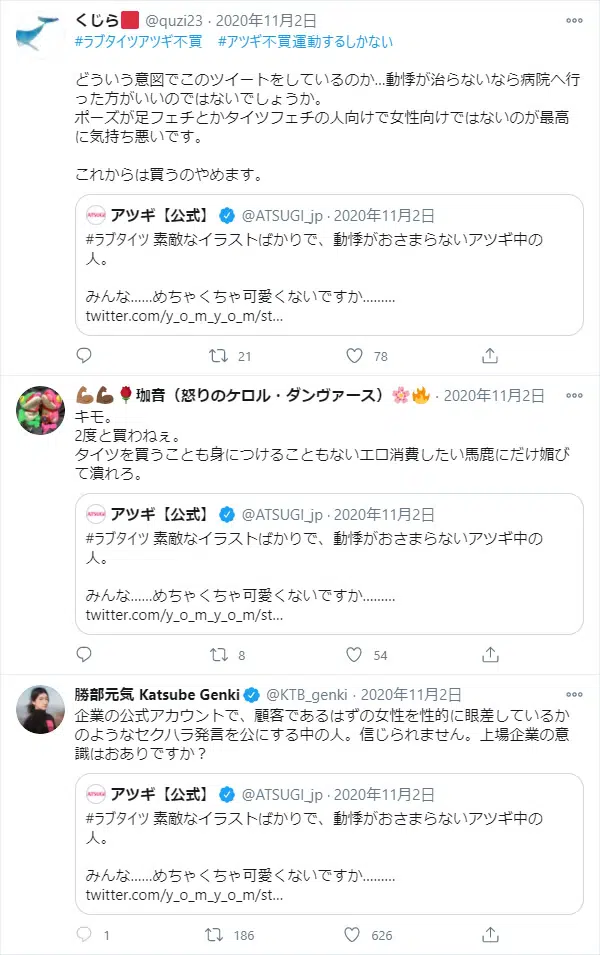 くじら🟥 @quzi23 · 2020年11月2日
#ラブタイツアツギ不買 #アツギ不買運動するしかない
どういう意図でこのツイートをしているのか...動悸が治らないなら病院へ行
った方がいいのではないでしょうか。
ポーズが足フェチとかタイツフェチの人向けで女性向けではないのが最高
に気持ち悪いです。
これからは買うのやめます。
ATSUGI アツギ【公式】 @ATSUGI_jp · 2020年11月2日
#ラブタイツ 素敵なイラストばかりで、動悸がおさまらないアツギ中の
人。
みんな......めちゃくちゃ可愛くないですか.........
twitter.com/y_o_m_y_o_m/st...
21 78
💪🏽💪🏾🌹珈音（怒りのケロル・ダンヴァース）🌸🔥 · 2020年11月2日
キモ。
2度と買わねぇ。
タイツを買うことも身につけることもないエロ消費したい馬鹿にだけ媚び
て潰れろ。
ATSUGI アツギ【公式】 @ATSUGI_jp · 2020年11月2日
#ラブタイツ 素敵なイラストばかりで、動悸がおさまらないアツギ中の
人。
みんな......めちゃくちゃ可愛くないですか.........
twitter.com/y_o_m_y_o_m/st...
8 54
勝部元気 Katsube Genki @KTB_genki · 2020年11月2日
企業の公式アカウントで、顧客であるはずの女性を性的に眼差しているか
のようなセクハラ発言を公にする中の人。信じられません。上場企業の意
識はおありですか？
ATSUGI アツギ【公式】 @ATSUGI_jp · 2020年11月2日
#ラブタイツ 素敵なイラストばかりで、動悸がおさまらないアツギ中の
人。
みんな......めちゃくちゃ可愛くないですか.........
twitter.com/y_o_m_y_o_m/st...
1 186 626